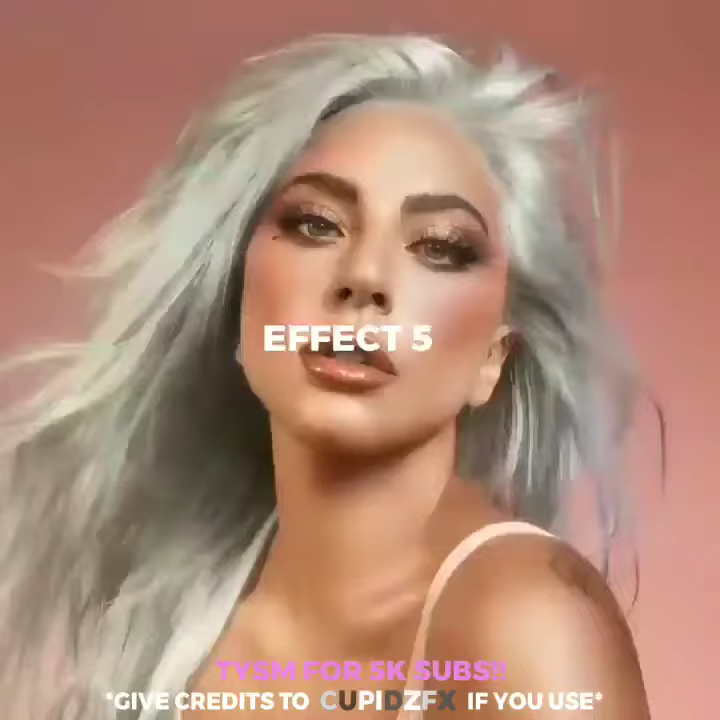 EFFECT 5
TYSM FOR 5K SUBS!!
*GIVE CREDITS TO CUPIDZFX IF YOU USE*